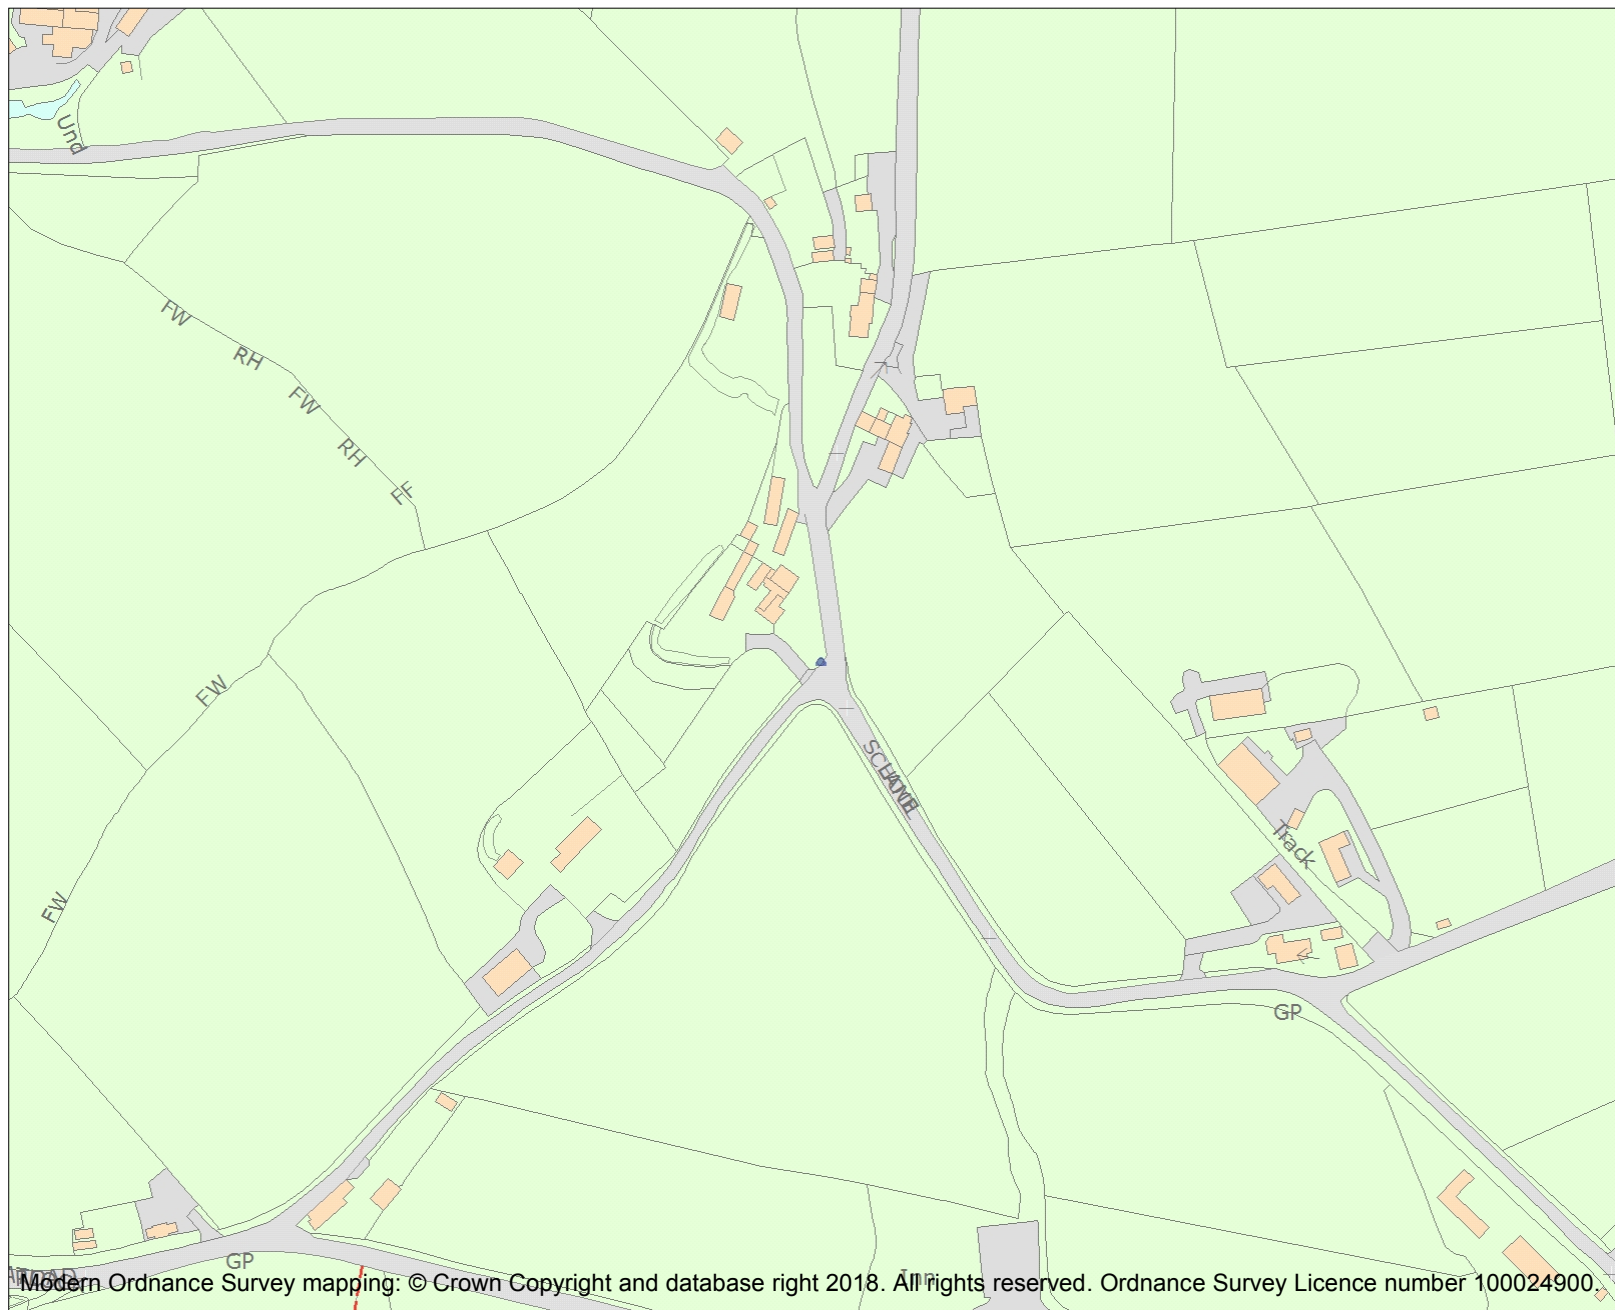 Und
FW
RH
FW
RH
FF
FW
Track
FW
GP
GP
Inn
Modern Ordnance Survey mapping: © Crown Copyright and database right 2018. All rights reserved. Ordnance Survey Licence number 100024900.